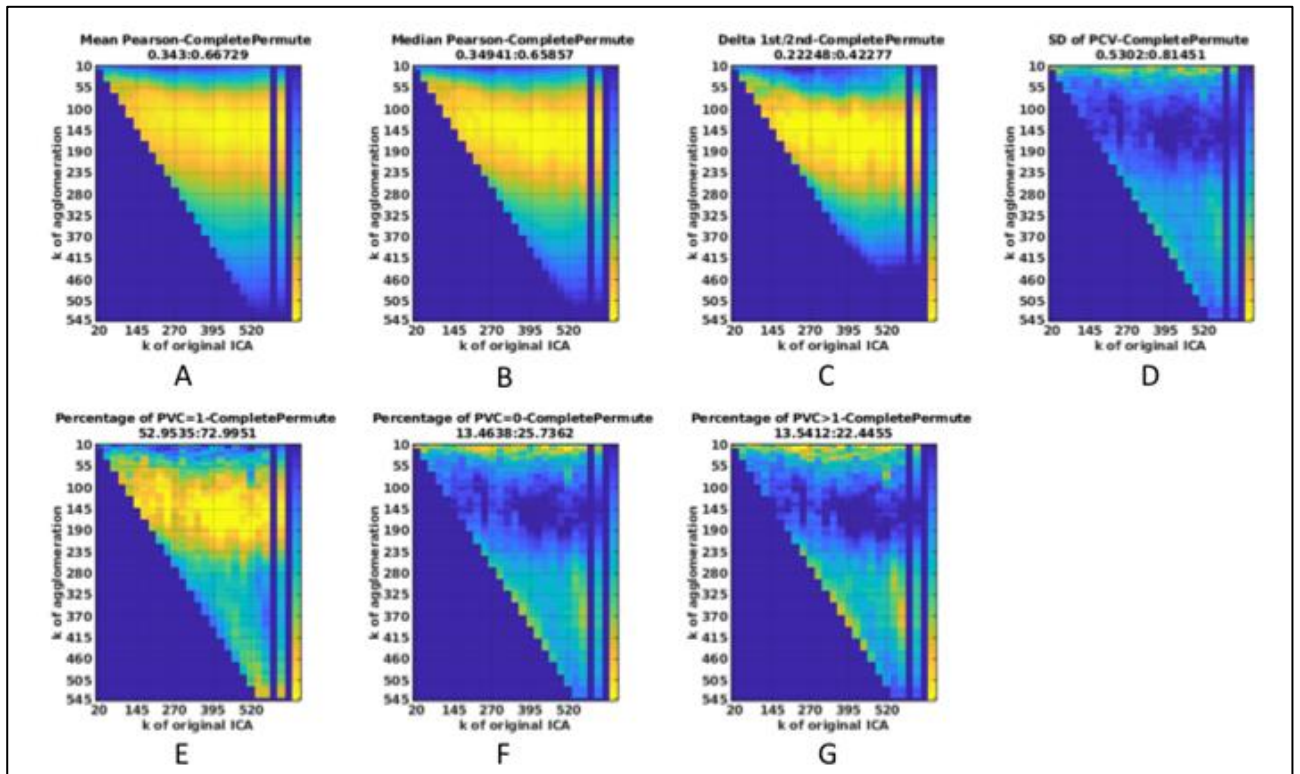 Mean Pearson-CompletePermute
0.343:0.66729
10
55
100
145
190
235
280
325
370
415
460
505
545
k of agglomeration
20 145 270 395 520
k of original ICA
A
Median Pearson-CompletePermute
0.34941:0.65857
10
55
100
145
190
235
280
325
370
415
460
505
545
k of agglomeration
20 145 270 395 520
k of original ICA
B
Delta 1st/2nd-CompletePermute
0.22248:0.42277
10
55
100
145
190
235
280
325
370
415
460
505
545
k of agglomeration
20 145 270 395 520
k of original ICA
C
SD of PCV-CompletePermute
0.5302:0.81451
10
55
100
145
190
235
280
325
370
415
460
505
545
k of agglomeration
20 145 270 395 520
k of original ICA
D
Percentage of PVC=1-CompletePermute
52.9535:72.9951
10
55
100
145
190
235
280
325
370
415
460
505
545
k of agglomeration
20 145 270 395 520
k of original ICA
E
Percentage of PVC=0-CompletePermute
13.4638:25.7362
10
55
100
145
190
235
280
325
370
415
460
505
545
k of agglomeration
20 145 270 395 520
k of original ICA
F
Percentage of PVC>1-CompletePermute
13.5412:22.4455
10
55
100
145
190
235
280
325
370
415
460
505
545
k of agglomeration
20 145 270 395 520
k of original ICA
G